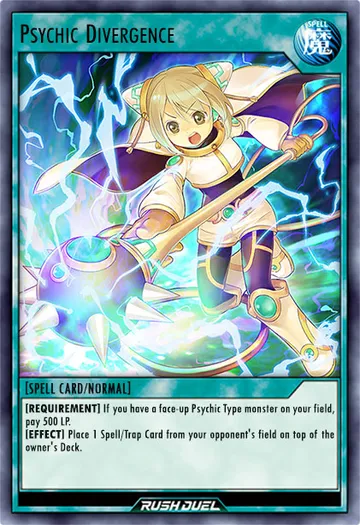 Psychic Divergence
SPELL
魔
[SPELL CARD/NORMAL]
[REQUIREMENT] If you have a face-up Psychic Type monster on your field,
pay 500 LP.
[EFFECT] Place 1 Spell/Trap Card from your opponent's field on top of the
owner's Deck.
RUSH DUEL